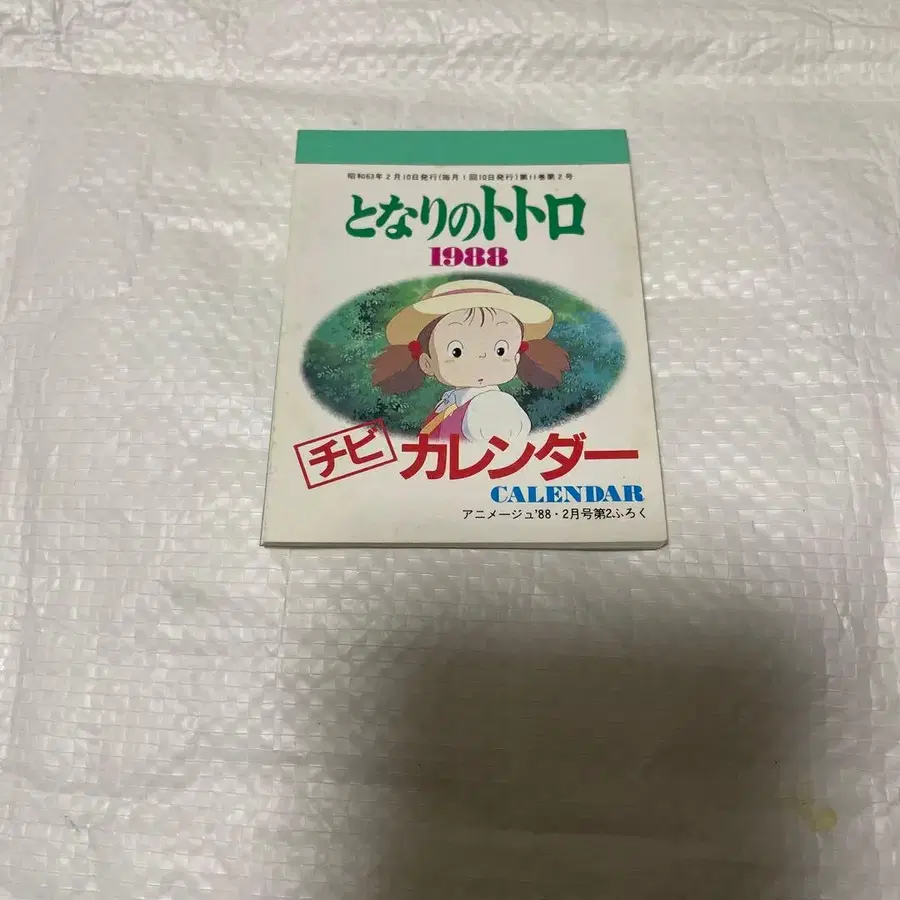 昭和63年2月10日発行(毎月1回10日発行)第11巻第2号
となりのトトロ
1988
チビ カレンダー
CALENDAR
アニメージュ'88・2月号第2ふろく